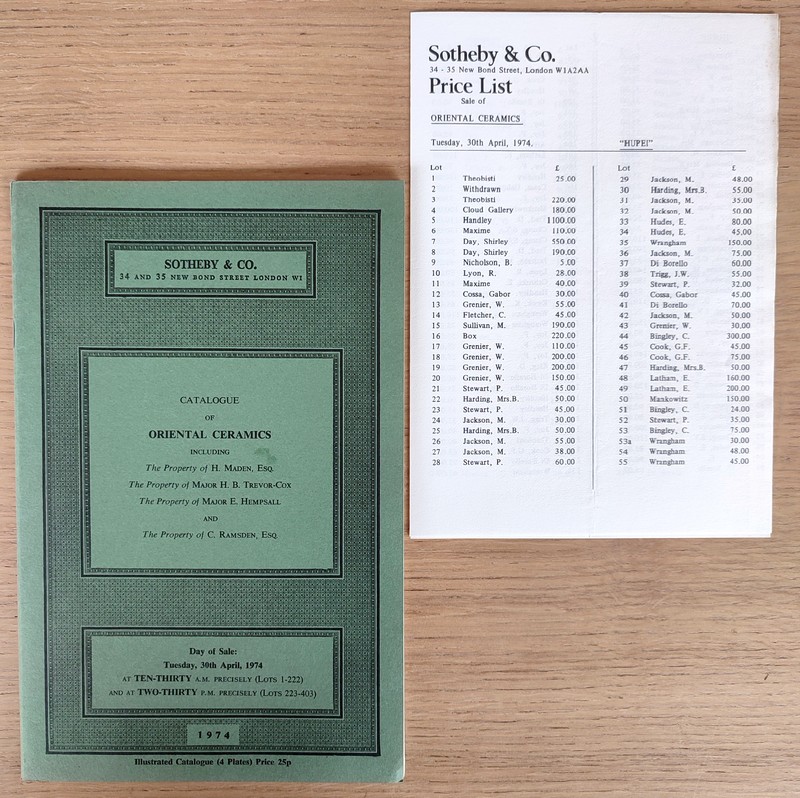 SOTHEBY & CO.
34 AND 35 NEW BOND STREET LONDON W1
CATALOGUE
OF
ORIENTAL CERAMICS
INCLUDING
The Property of H. MADEN, ESQ.
The Property of MAJOR H. B. TREVOR-COX
The Property of MAJOR E. HEMPSALL
AND
The Property of C. RAMSDEN, ESQ.
Day of Sale:
Tuesday, 30th April, 1974
AT TEN-THIRTY A.M. PRECISELY (LOTS 1-222)
AND AT TWO-THIRTY P.M. PRECISELY (LOTS 223-403)
1974
Illustrated Catalogue (4 Plates) Price 25p
Sotheby & Co.
34 - 35 New Bond Street, London W1A2AA
Price List
Sale of
ORIENTAL CERAMICS
Tuesday, 30th April, 1974. "HUPEI"
Lot £
1 Theobisti 25.00
2 Withdrawn
3 Theobisti 220.00
4 Cloud Gallery 180.00
5 Handley 1100.00
6 Maxime 110.00
7 Day, Shirley 550.00
8 Day, Shirley 190.00
9 Nicholson, B. 5.00
10 Lyon, R. 28.00
11 Maxime 40.00
12 Cossa, Gabor 30.00
13 Grenier, W. 55.00
14 Fletcher, C. 45.00
15 Sullivan, M. 190.00
16 Box 220.00
17 Grenier, W. 110.00
18 Grenier, W. 200.00
19 Grenier, W. 200.00
20 Grenier, W. 150.00
21 Stewart, P. 45.00
22 Harding, Mrs.B. 50.00
23 Stewart, P. 45.00
24 Jackson, M. 30.00
25 Harding, Mrs.B. 50.00
26 Jackson, M. 55.00
27 Jackson, M. 38.00
28 Stewart, P. 60.00
Lot £
29 Jackson, M. 48.00
30 Harding, Mrs.B. 55.00
31 Jackson, M. 35.00
32 Jackson, M. 50.00
33 Hudes, E. 80.00
34 Hudes, E. 45.00
35 Wrangham 150.00
36 Jackson, M. 75.00
37 Di Borello 60.00
38 Trigg, J.W. 55.00
39 Stewart, P. 32.00
40 Cossa, Gabor 45.00
41 Di Borello 70.00
42 Jackson, M. 50.00
43 Grenier, W. 30.00
44 Bingley, C. 300.00
45 Cook, G.F. 45.00
46 Cook, G.F. 75.00
47 Harding, Mrs.B. 50.00
48 Latham, E. 160.00
49 Latham, E. 200.00
50 Mankowitz 150.00
51 Bingley, C. 24.00
52 Stewart, P. 35.00
53 Bingley, C. 75.00
53a Wrangham 30.00
54 Wrangham 48.00
55 Wrangham 45.00